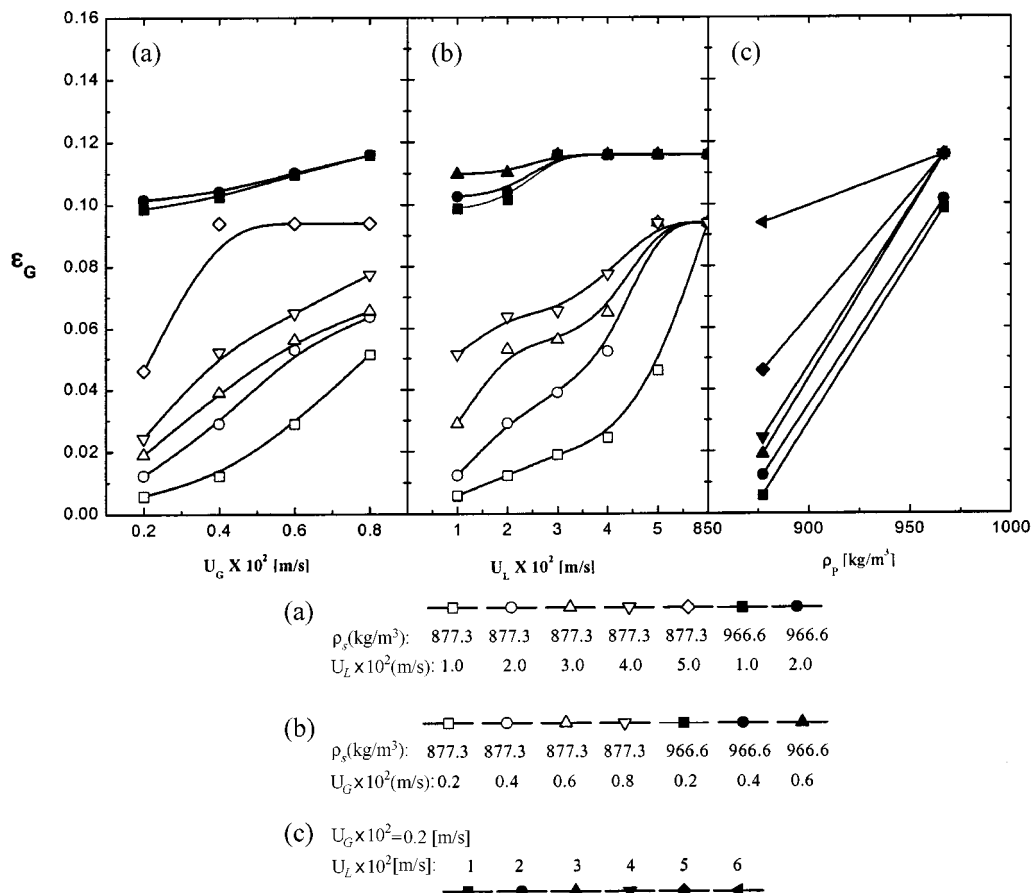 (a) (b) (c)
0.16
0.14
0.12
0.10
0.08
0.06
0.04
0.02
0.00
ε_G
0.2 0.4 0.6 0.8 1 2 3 4 5 850 900 950 1000
U_G X 10² [m/s] U_L X 10² [m/s] ρ_P [kg/m³]
(a)
ρ_s(kg/m³): 877.3 877.3 877.3 877.3 877.3 966.6 966.6
U_L×10²(m/s): 1.0 2.0 3.0 4.0 5.0 1.0 2.0
(b)
ρ_s(kg/m³): 877.3 877.3 877.3 877.3 966.6 966.6 966.6
U_G×10²(m/s): 0.2 0.4 0.6 0.8 0.2 0.4 0.6
(c) U_G×10²=0.2 [m/s]
U_L×10²[m/s]: 1 2 3 4 5 6